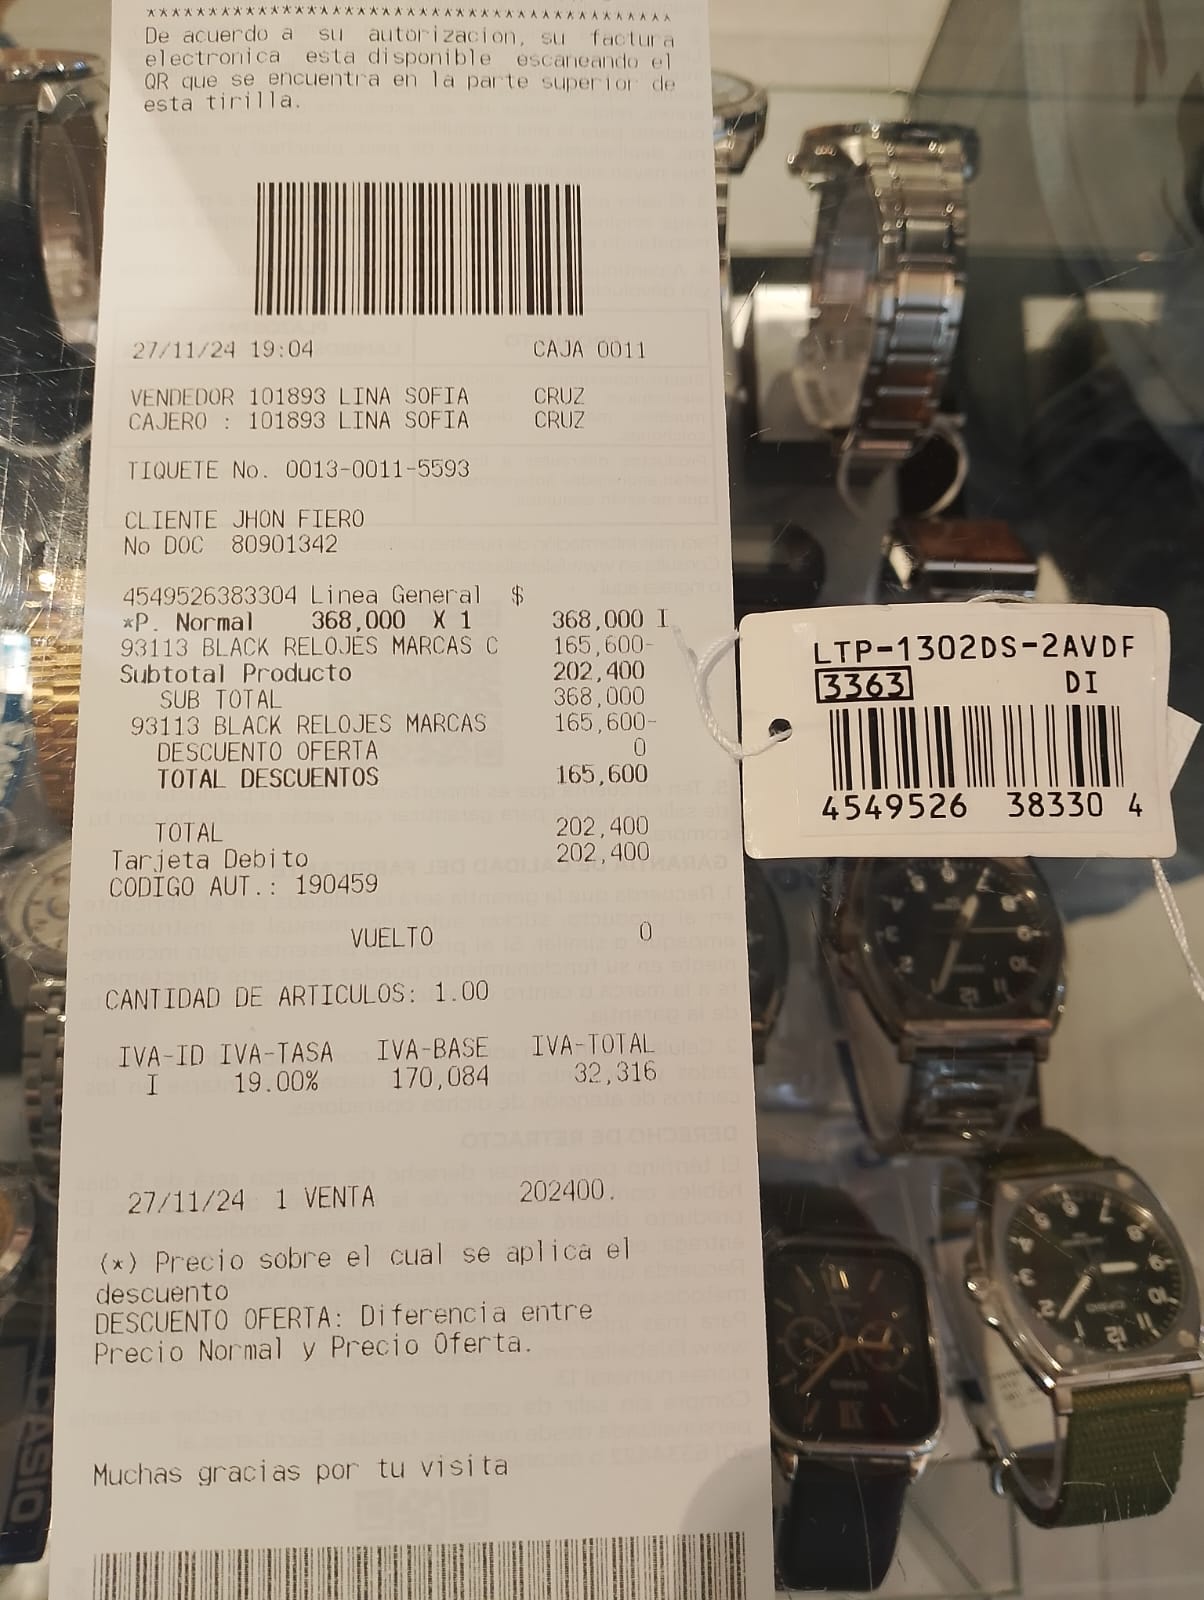 ****************************************
De acuerdo a su autorizacion, su factura
electronica esta disponible escaneando el
QR que se encuentra en la parte superior de
esta tirilla.
27/11/24 19:04 CAJA 0011
VENDEDOR 101893 LINA SOFIA CRUZ
CAJERO : 101893 LINA SOFIA CRUZ
TIQUETE No. 0013-0011-5593
CLIENTE JHON FIERO
No DOC 80901342
4549526383304 Linea General $
*P. Normal 368,000 X 1 368,000 I
93113 BLACK RELOJES MARCAS C 165,600-
Subtotal Producto 202,400
SUB TOTAL 368,000
93113 BLACK RELOJES MARCAS 165,600-
DESCUENTO OFERTA 0
TOTAL DESCUENTOS 165,600
TOTAL 202,400
Tarjeta Debito 202,400
CODIGO AUT.: 190459
VUELTO 0
CANTIDAD DE ARTICULOS: 1.00
IVA-ID IVA-TASA IVA-BASE IVA-TOTAL
I 19.00% 170,084 32,316
27/11/24 1 VENTA 202400.
(*) Precio sobre el cual se aplica el
descuento
DESCUENTO OFERTA: Diferencia entre
Precio Normal y Precio Oferta.
Muchas gracias por tu visita
LTP-1302DS-2AVDF
3363 DI
4549526 38330 4
CASIO